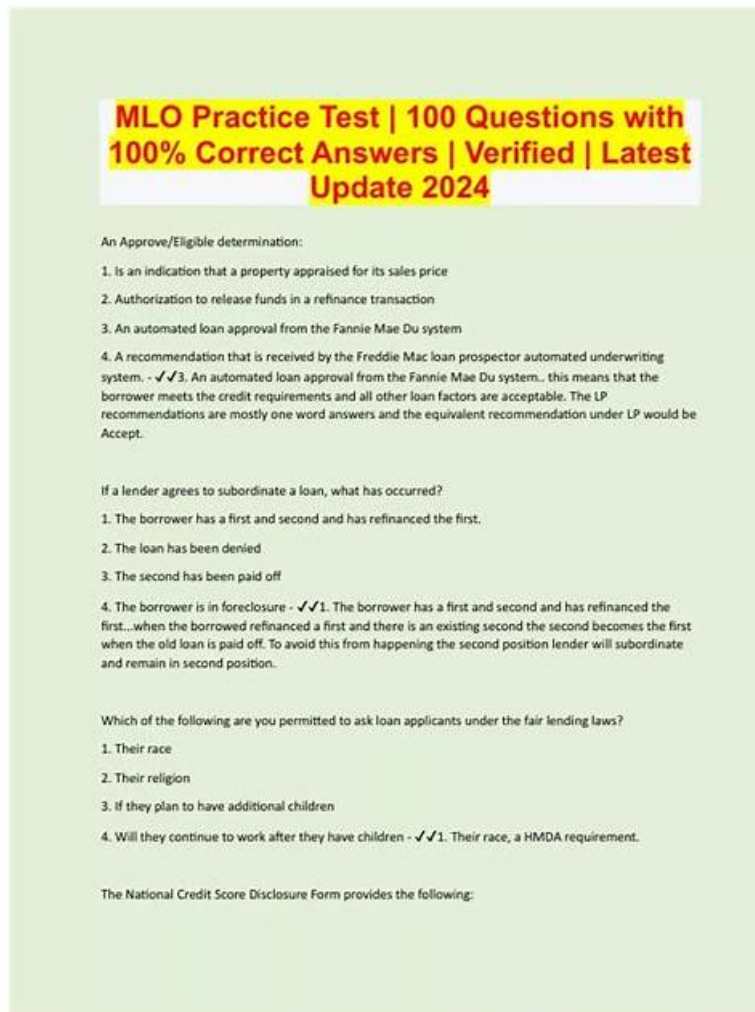 MLO Practice Test | 100 Questions with
100% Correct Answers | Verified | Latest
Update 2024
An Approve/Eligible determination:
1. Is an indication that a property appraised for its sales price
2. Authorization to release funds in a refinance transaction
3. An automated loan approval from the Fannie Mae Du system
4. A recommendation that is received by the Freddie Mac loan prospector automated underwriting
system. - ✓✓3. An automated loan approval from the Fannie Mae Du system.. this means that the
borrower meets the credit requirements and all other loan factors are acceptable. The LP
recommendations are mostly one word answers and the equivalent recommendation under LP would be
Accept.
If a lender agrees to subordinate a loan, what has occurred?
1. The borrower has a first and second and has refinanced the first.
2. The loan has been denied
3. The second has been paid off
4. The borrower is in foreclosure - ✓✓1. The borrower has a first and second and has refinanced the
first...when the borrowed refinanced a first and there is an existing second the second becomes the first
when the old loan is paid off. To avoid this from happening the second position lender will subordinate
and remain in second position.
Which of the following are you permitted to ask loan applicants under the fair lending laws?
1. Their race
2. Their religion
3. If they plan to have additional children
4. Will they continue to work after they have children - ✓✓1. Their race, a HMDA requirement.
The National Credit Score Disclosure Form provides the following: